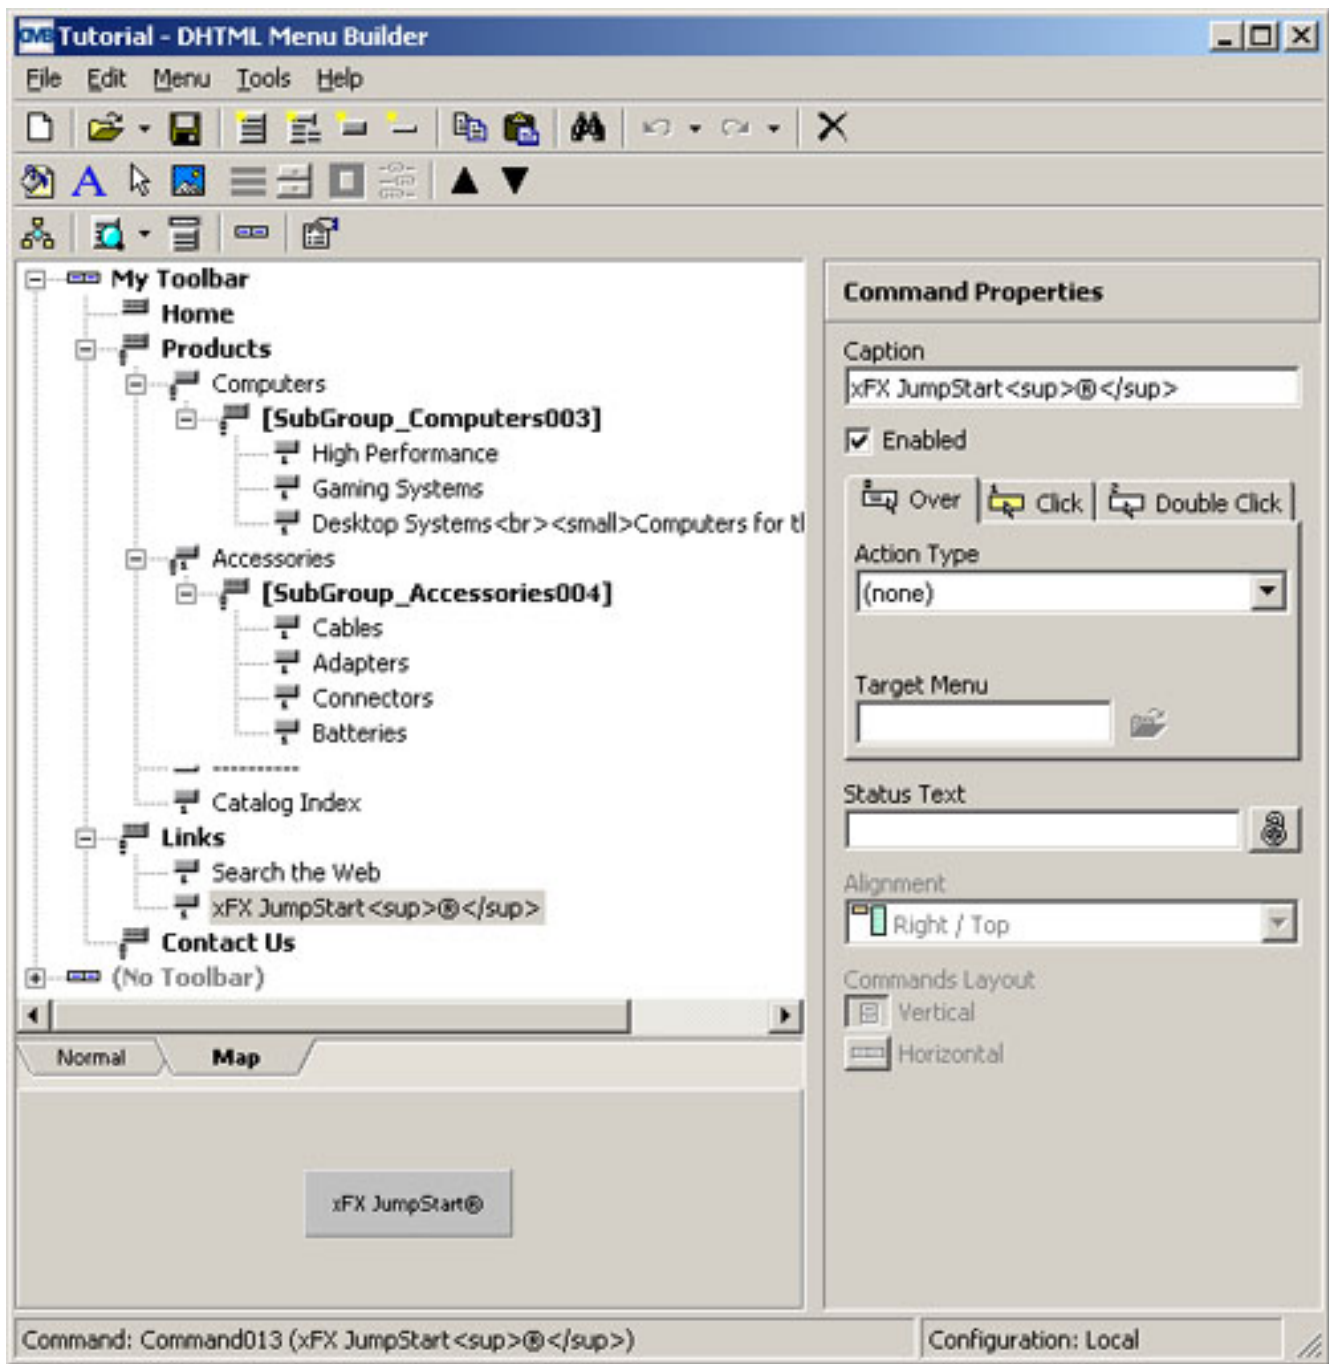 DMB Tutorial - DHTML Menu Builder
File Edit Menu Tools Help
My Toolbar
Home
Products
Computers
[SubGroup_Computers003]
High Performance
Gaming Systems
Desktop Systems<br><small>Computers for tl
Accessories
[SubGroup_Accessories004]
Cables
Adapters
Connectors
Batteries
----------
Catalog Index
Links
Search the Web
xFX JumpStart<sup>®</sup>
Contact Us
(No Toolbar)
Normal Map
xFX JumpStart®
Command Properties
Caption
xFX JumpStart<sup>®</sup>
Enabled
Over Click Double Click
Action Type
(none)
Target Menu
Status Text
Alignment
Right / Top
Commands Layout
Vertical
Horizontal
Command: Command013 (xFX JumpStart<sup>®</sup>) Configuration: Local